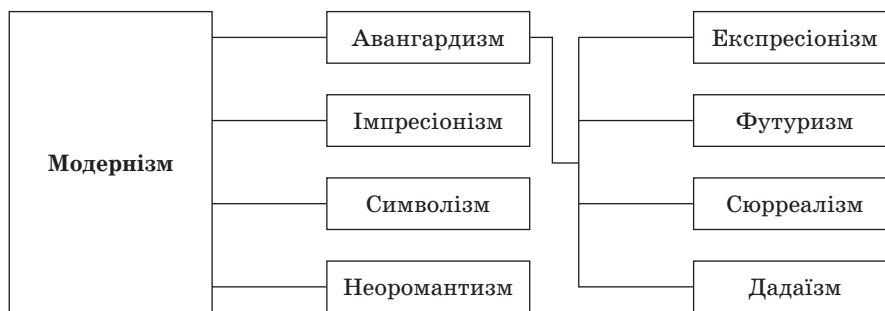 Модернізм
Авангардизм
Імпресіонізм
Символізм
Неоромантизм
Експресіонізм
Футуризм
Сюрреалізм
Дадаїзм